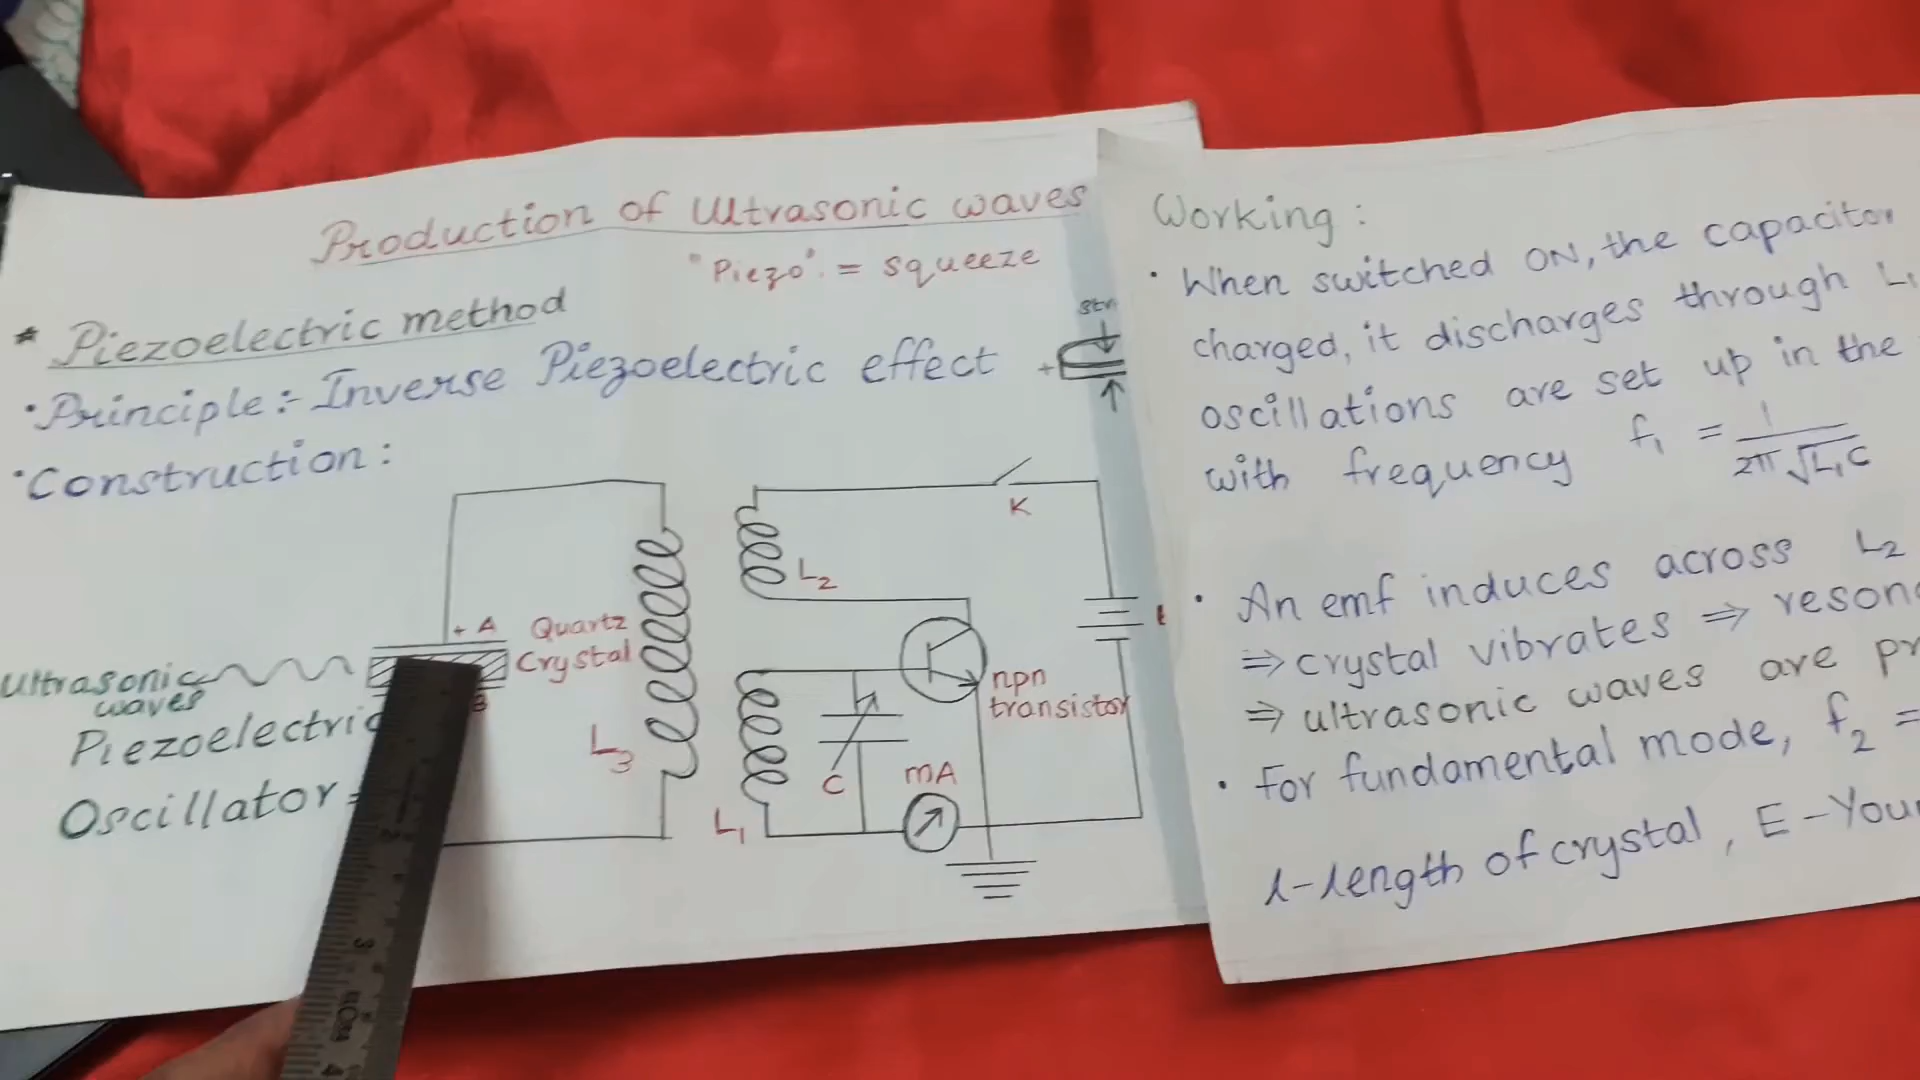 Production of Ultrasonic waves
"Piezo" = squeeze
* Piezoelectric method
· Principle :- Inverse Piezoelectric effect
· Construction :
+
K
L2
+ A
Quartz
Crystal
B
Ultrasonic
waves
Piezoelectric
Oscillator
L3
npn
transistor
C
mA
L1
Working :
· When switched ON, the capacitor
charged, it discharges through L1
oscillations are set up in the
with frequency f1 = 1/2π√L1C
· An emf induces across L2
⇒ crystal vibrates ⇒
⇒ ultrasonic waves are
· For fundamental mode, f2 =
l - length of crystal, E -
3
4